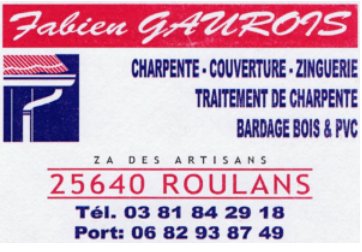 Fabien GAUROIS
CHARPENTE - COUVERTURE - ZINGUERIE
TRAITEMENT DE CHARPENTE
BARDAGE BOIS & PVC
ZA DES ARTISANS
25640 ROULANS
Tél. 03 81 84 29 18
Port: 06 82 93 87 49